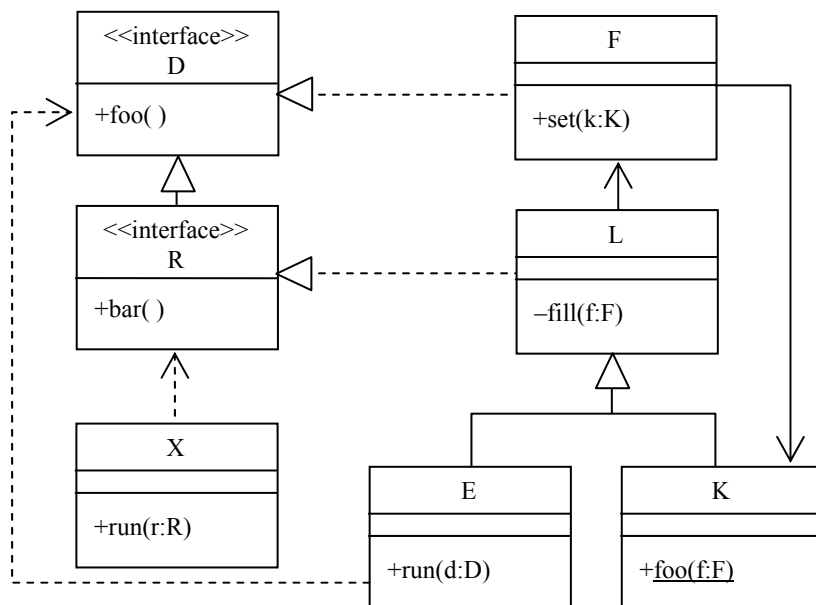 <<interface>>
D
+foo( )
F
+set(k:K)
<<interface>>
R
+bar( )
L
–fill(f:F)
X
+run(r:R)
E
+run(d:D)
K
+foo(f:F)